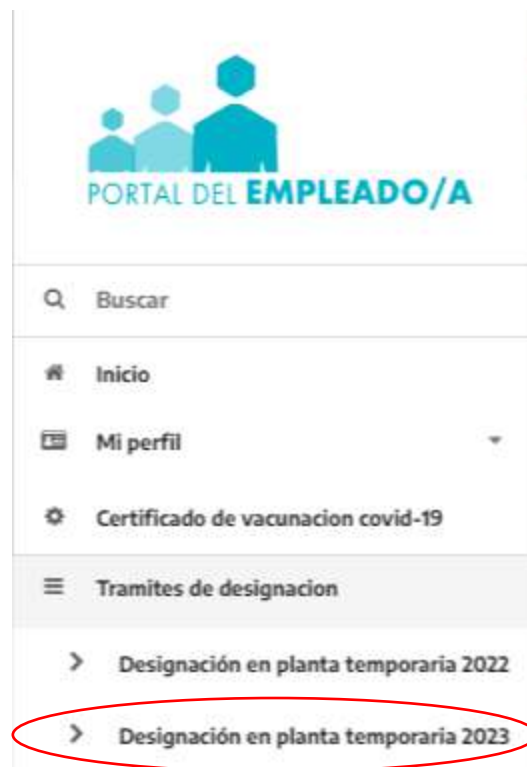 PORTAL DEL EMPLEADO/A
Buscar
Inicio
Mi perfil
Certificado de vacunacion covid-19
Tramites de designacion
Designación en planta temporaria 2022
Designación en planta temporaria 2023